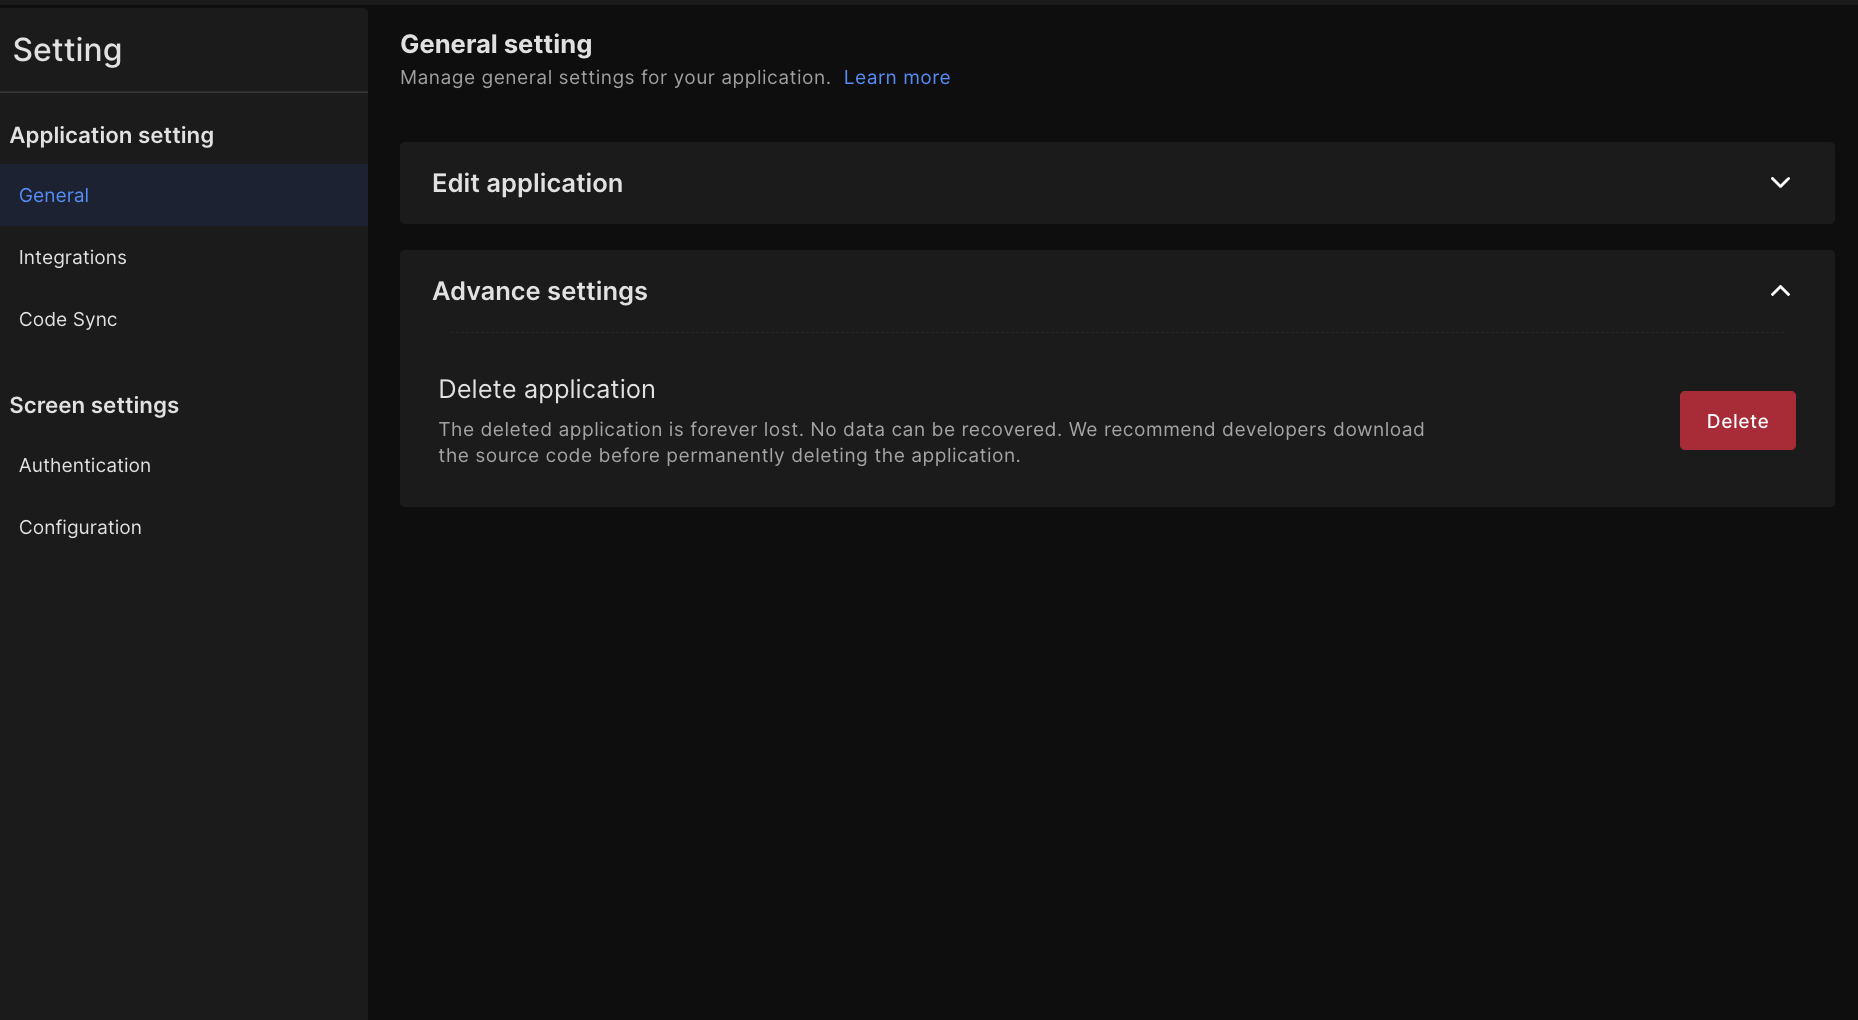 Setting
Application setting
General
Integrations
Code Sync
Screen settings
Authentication
Configuration
General setting
Manage general settings for your application. Learn more
Edit application
Advance settings
Delete application
The deleted application is forever lost. No data can be recovered. We recommend developers download
the source code before permanently deleting the application.
Delete